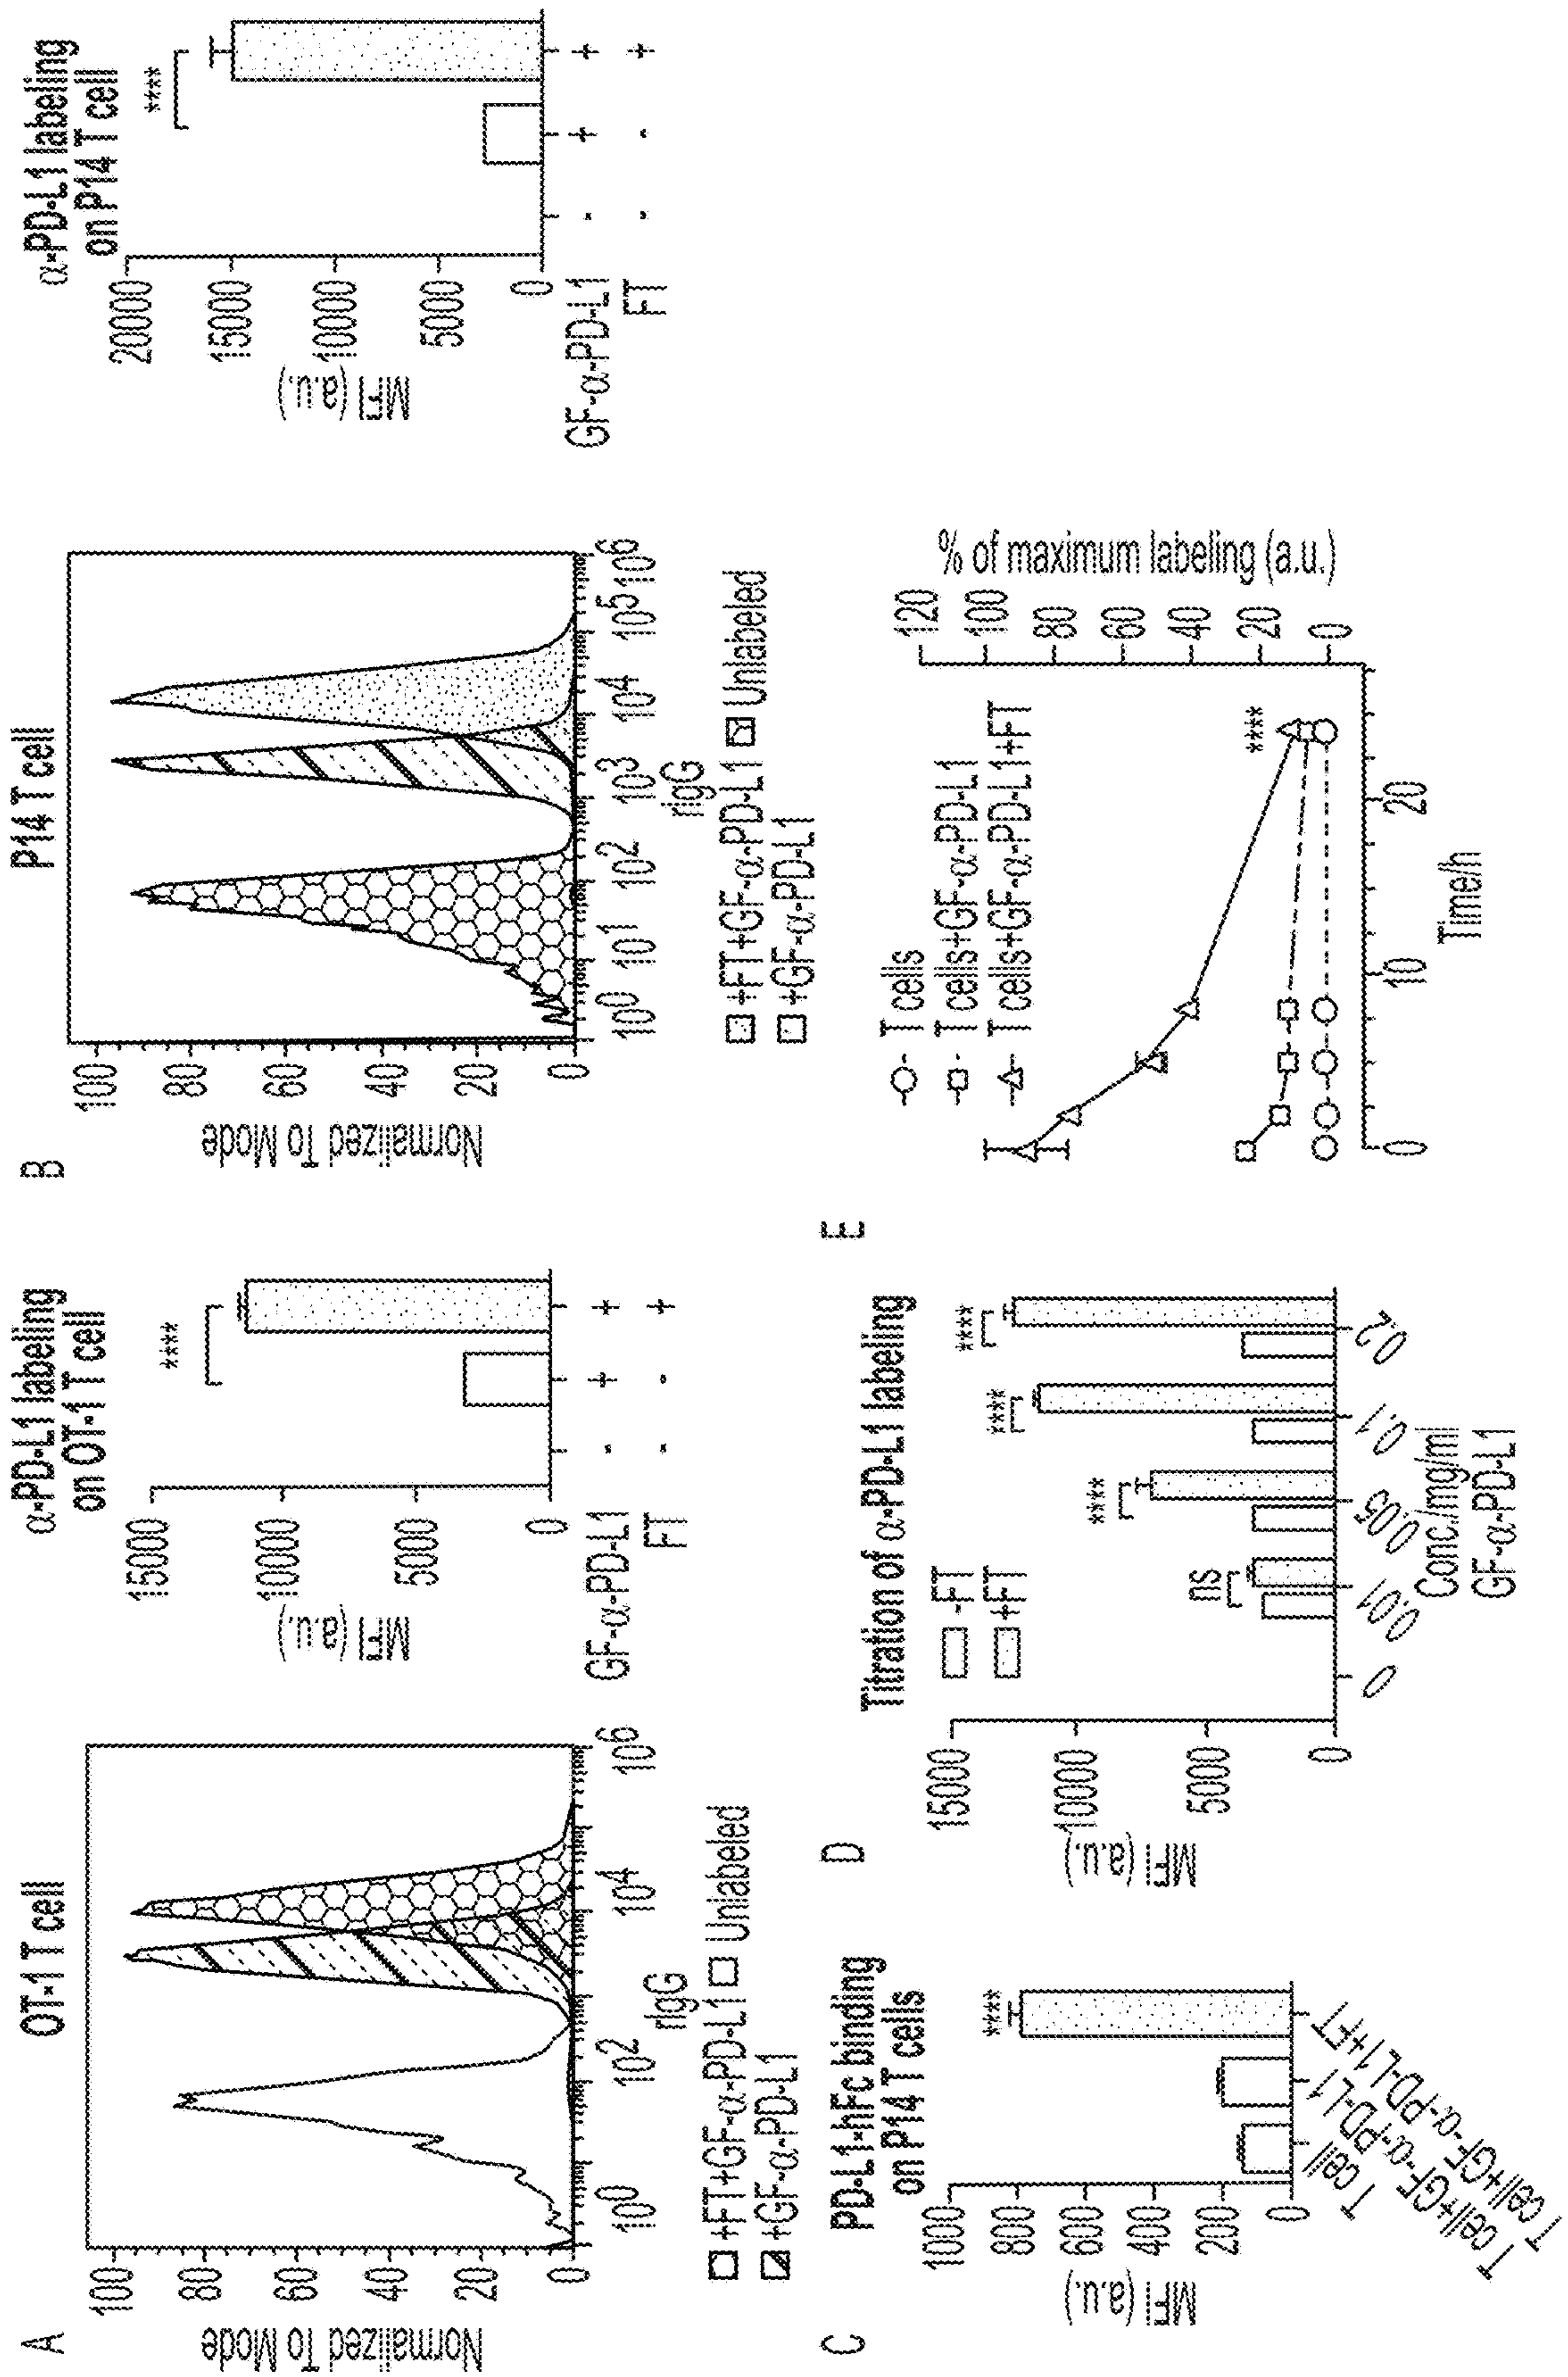 A
OT-1 T cell
Normalized To Mode
100
80
60
40
20
0
10^0
10^2
10^4
10^6
rIgG
+FT+GF-α-PD-L1
Unlabeled
+GF-α-PD-L1
α-PD-L1 labeling
on OT-1 T cell
MFI (a.u.)
15000
10000
5000
0
****
GF-α-PD-L1 - + +
FT - - +
B
P14 T cell
Normalized To Mode
100
80
60
40
20
0
10^0
10^1
10^2
10^3
10^4
10^5
10^6
rIgG
+FT+GF-α-PD-L1
Unlabeled
+GF-α-PD-L1
α-PD-L1 labeling
on P14 T cell
MFI (a.u.)
20000
15000
10000
5000
0
****
GF-α-PD-L1 - + +
FT - - +
C
PD-L1-hFc binding
on P14 T cells
MFI (a.u.)
1000
800
600
400
200
0
****
T cell
T cell+GF-α-PD-L1
T cell+GF-α-PD-L1+FT
D
Titration of α-PD-L1 labeling
MFI (a.u.)
15000
10000
5000
0
-FT
+FT
ns
****
****
****
0
0.01
0.05
0.1
0.2
Conc./mg/ml
GF-α-PD-L1
E
T cells
T cells+GF-α-PD-L1
T cells+GF-α-PD-L1+FT
****
% of maximum labeling (a.u.)
120
100
80
60
40
20
0
0
10
20
Time/h